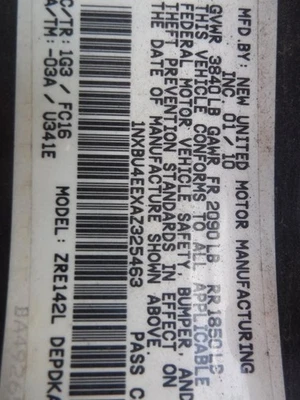 MFD. BY: NEW UNITED MOTOR MANUFACTURING
INC. 01 / 10
GVWR 3840LB GAWR FR 2090LB RR1850LB
THIS VEHICLE CONFORMS TO ALL APPLICABLE
FEDERAL MOTOR VEHICLE SAFETY, BUMPER, AND
THEFT PREVENTION STANDARDS IN EFFECT ON
THE DATE OF MANUFACTURE SHOWN ABOVE.
1NXBU4EEXAZ325463 PASS C
C/TR: 1G3 / FC16 MODEL: ZRE142L DEPDKA
A/TM: -03A / U341E